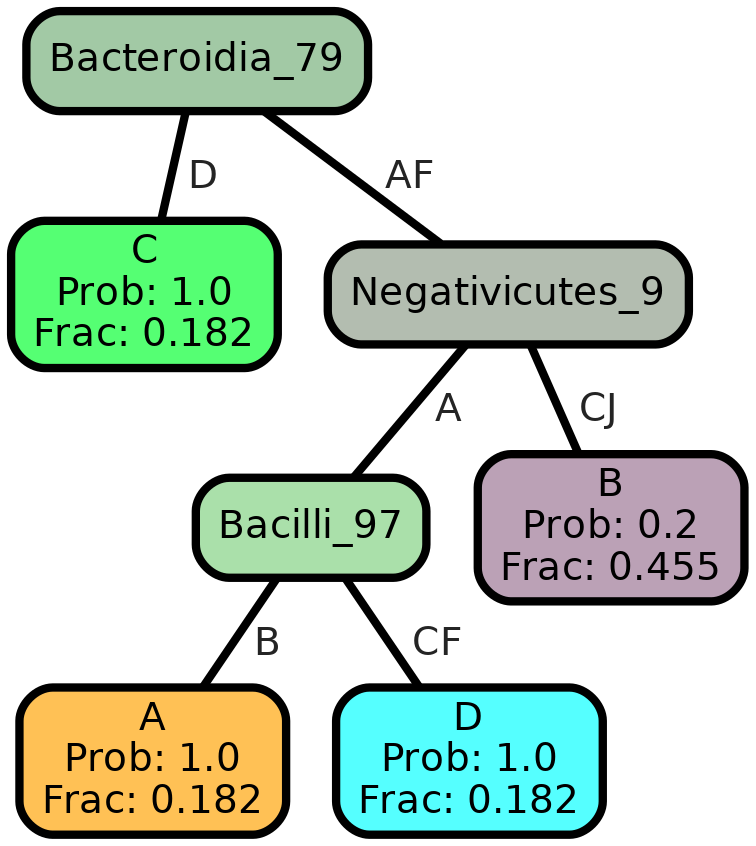 Bacteroidia_79
D
AF
C
Prob: 1.0
Frac: 0.182
Negativicutes_9
A
CJ
Bacilli_97
B
Prob: 0.2
Frac: 0.455
B
CF
A
Prob: 1.0
Frac: 0.182
D
Prob: 1.0
Frac: 0.182